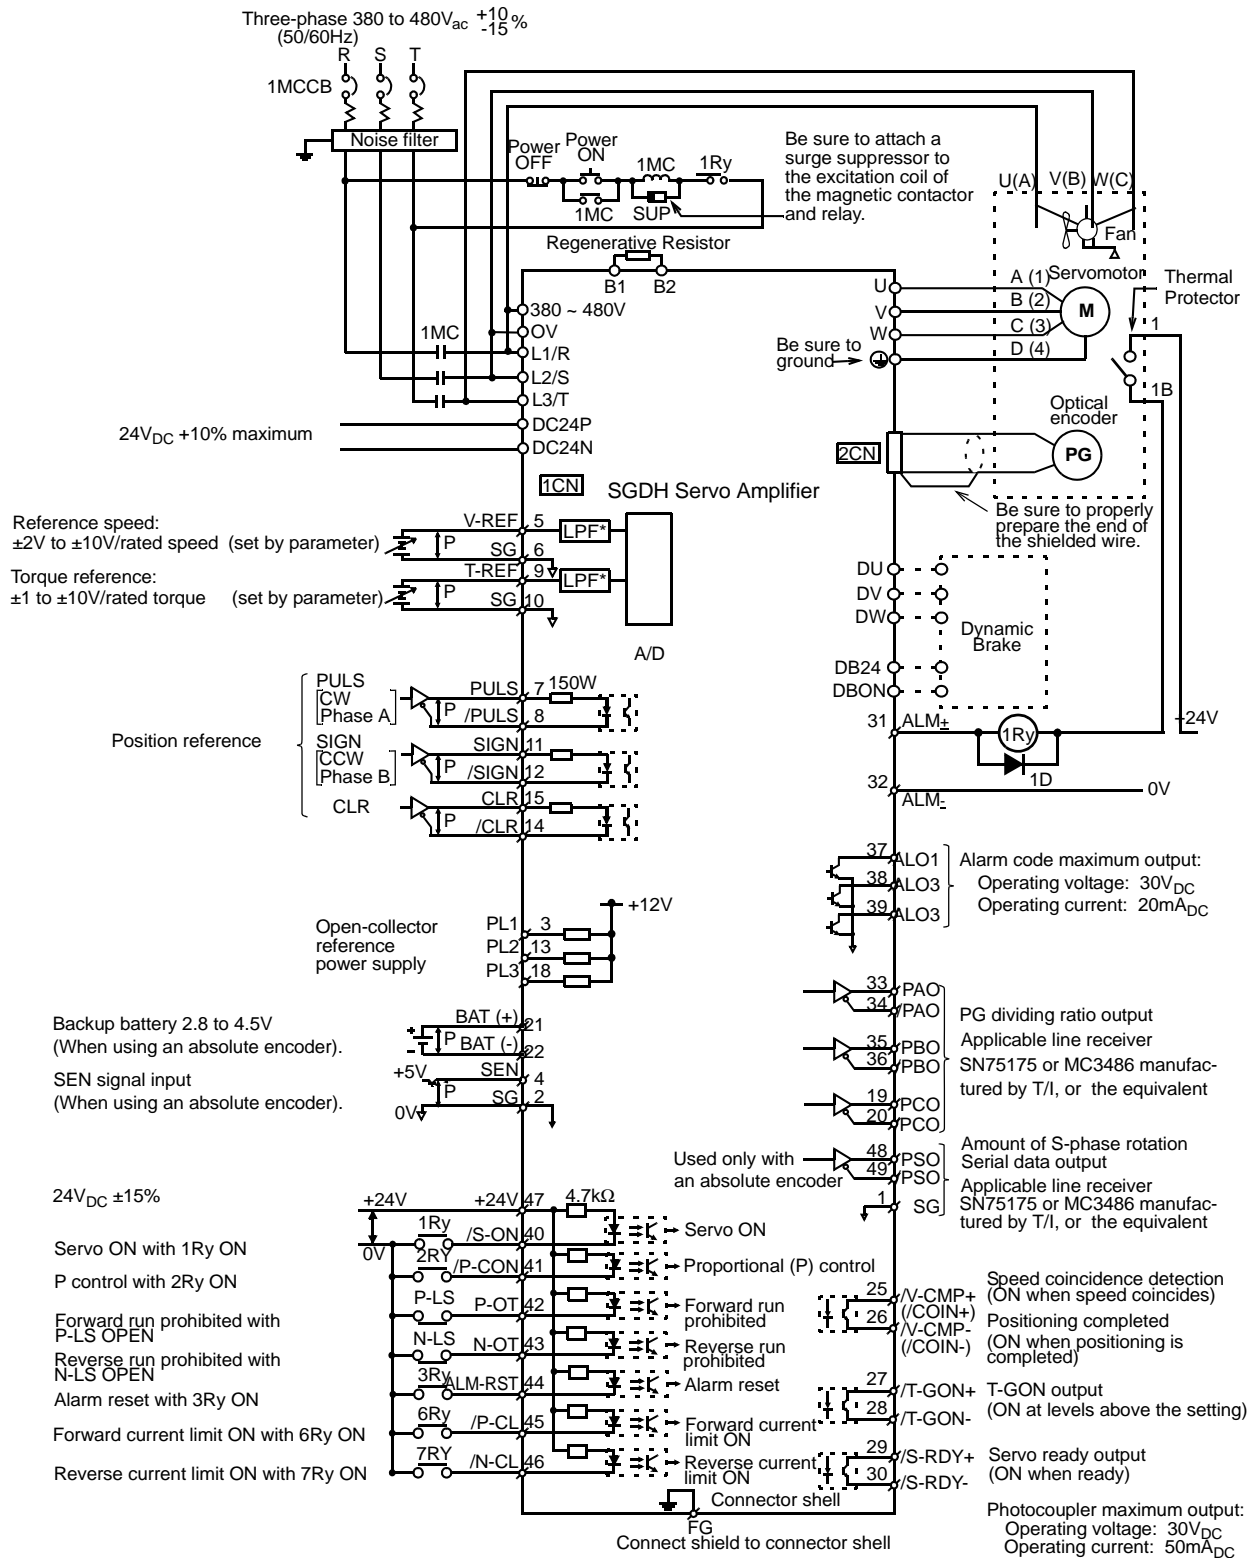 Three-phase 380 to 480Vac +10 -15 %
(50/60Hz)
R S T
1MCCB
Noise filter
Power OFF
Power ON
1MC
1Ry
1MC
SUP
Be sure to attach a
surge suppressor to
the excitation coil of
the magnetic contactor
and relay.
U(A) V(B) W(C)
Fan
Regenerative Resistor
B1 B2
Servomotor
Thermal
Protector
380 ~ 480V
OV
1MC
L1/R
L2/S
L3/T
DC24P
DC24N
24VDC +10% maximum
U
V
W
A (1)
B (2)
C (3)
D (4)
M
1
1B
Be sure to
ground
Optical
encoder
2CN
PG
1CN
SGDH Servo Amplifier
Be sure to properly
prepare the end of
the shielded wire.
Reference speed:
±2V to ±10V/rated speed (set by parameter)
P
V-REF 5
SG 6
LPF*
Torque reference:
±1 to ±10V/rated torque (set by parameter)
P
T-REF 9
SG 10
LPF*
A/D
DU
DV
DW
DB24
DBON
Dynamic
Brake
Position reference
PULS
CW
Phase A
P
PULS 7
/PULS 8
150W
SIGN
CCW
Phase B
P
SIGN 11
/SIGN 12
CLR
P
CLR 15
/CLR 14
31 ALM+
1Ry
1D
+24V
32
ALM-
0V
37 ALO1
38 ALO3
39 ALO3
Alarm code maximum output:
Operating voltage: 30VDC
Operating current: 20mADC
Open-collector
reference
power supply
PL1 3
PL2 13
PL3 18
+12V
33 PAO
34 /PAO
35 PBO
36 /PBO
19 PCO
20 /PCO
PG dividing ratio output
Applicable line receiver
SN75175 or MC3486 manufac-
tured by T/I, or the equivalent
Backup battery 2.8 to 4.5V
(When using an absolute encoder).
+
-
P
BAT (+) 21
BAT (-) 22
SEN signal input
(When using an absolute encoder).
+5V
0V
P
SEN 4
SG 2
Used only with
an absolute encoder
48 PSO
49 /PSO
1 SG
Amount of S-phase rotation
Serial data output
Applicable line receiver
SN75175 or MC3486 manufac-
tured by T/I, or the equivalent
24VDC ±15%
+24V
0V
+24V 47
4.7kΩ
Servo ON with 1Ry ON
1Ry
/S-ON 40
Servo ON
P control with 2Ry ON
2RY
/P-CON 41
Proportional (P) control
Forward run prohibited with
P-LS OPEN
P-LS
P-OT 42
Forward run
prohibited
Reverse run prohibited with
N-LS OPEN
N-LS
N-OT 43
Reverse run
prohibited
Alarm reset with 3Ry ON
3Ry
ALM-RST 44
Alarm reset
Forward current limit ON with 6Ry ON
6Ry
/P-CL 45
Forward current
limit ON
Reverse current limit ON with 7Ry ON
7RY
/N-CL 46
Reverse current
limit ON
25 /V-CMP+
(/COIN+)
26 /V-CMP-
(/COIN-)
Speed coincidence detection
(ON when speed coincides)
Positioning completed
(ON when positioning is
completed)
27 /T-GON+
28 /T-GON-
T-GON output
(ON at levels above the setting)
29 /S-RDY+
30 /S-RDY-
Servo ready output
(ON when ready)
Connector shell
FG
Connect shield to connector shell
Photocoupler maximum output:
Operating voltage: 30VDC
Operating current: 50mADC